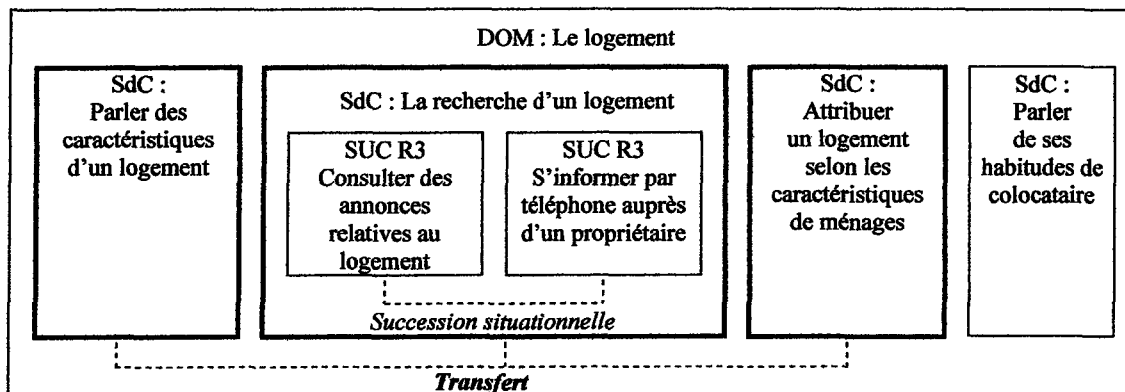 DOM : Le logement
SdC :
Parler des
caractéristiques
d'un logement
SdC : La recherche d'un logement
SUC R3
Consulter des
annonces
relatives au
logement
SUC R3
S'informer par
téléphone auprès
d'un propriétaire
Succession situationnelle
SdC :
Attribuer
un logement
selon les
caractéristiques
de ménages
SdC :
Parler
de ses
habitudes de
colocataire
Transfert